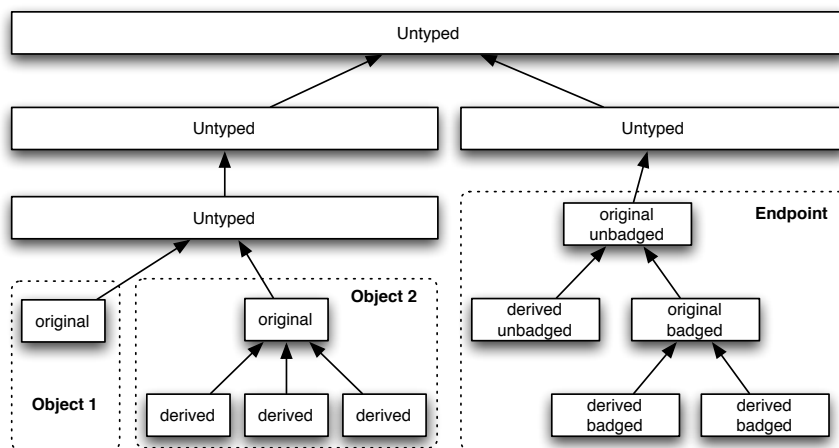 Untyped
Untyped
Untyped
Untyped
original
unbadged
Endpoint
original
Object 1
Object 2
original
derived
derived
derived
derived
unbadged
original
badged
derived
badged
derived
badged